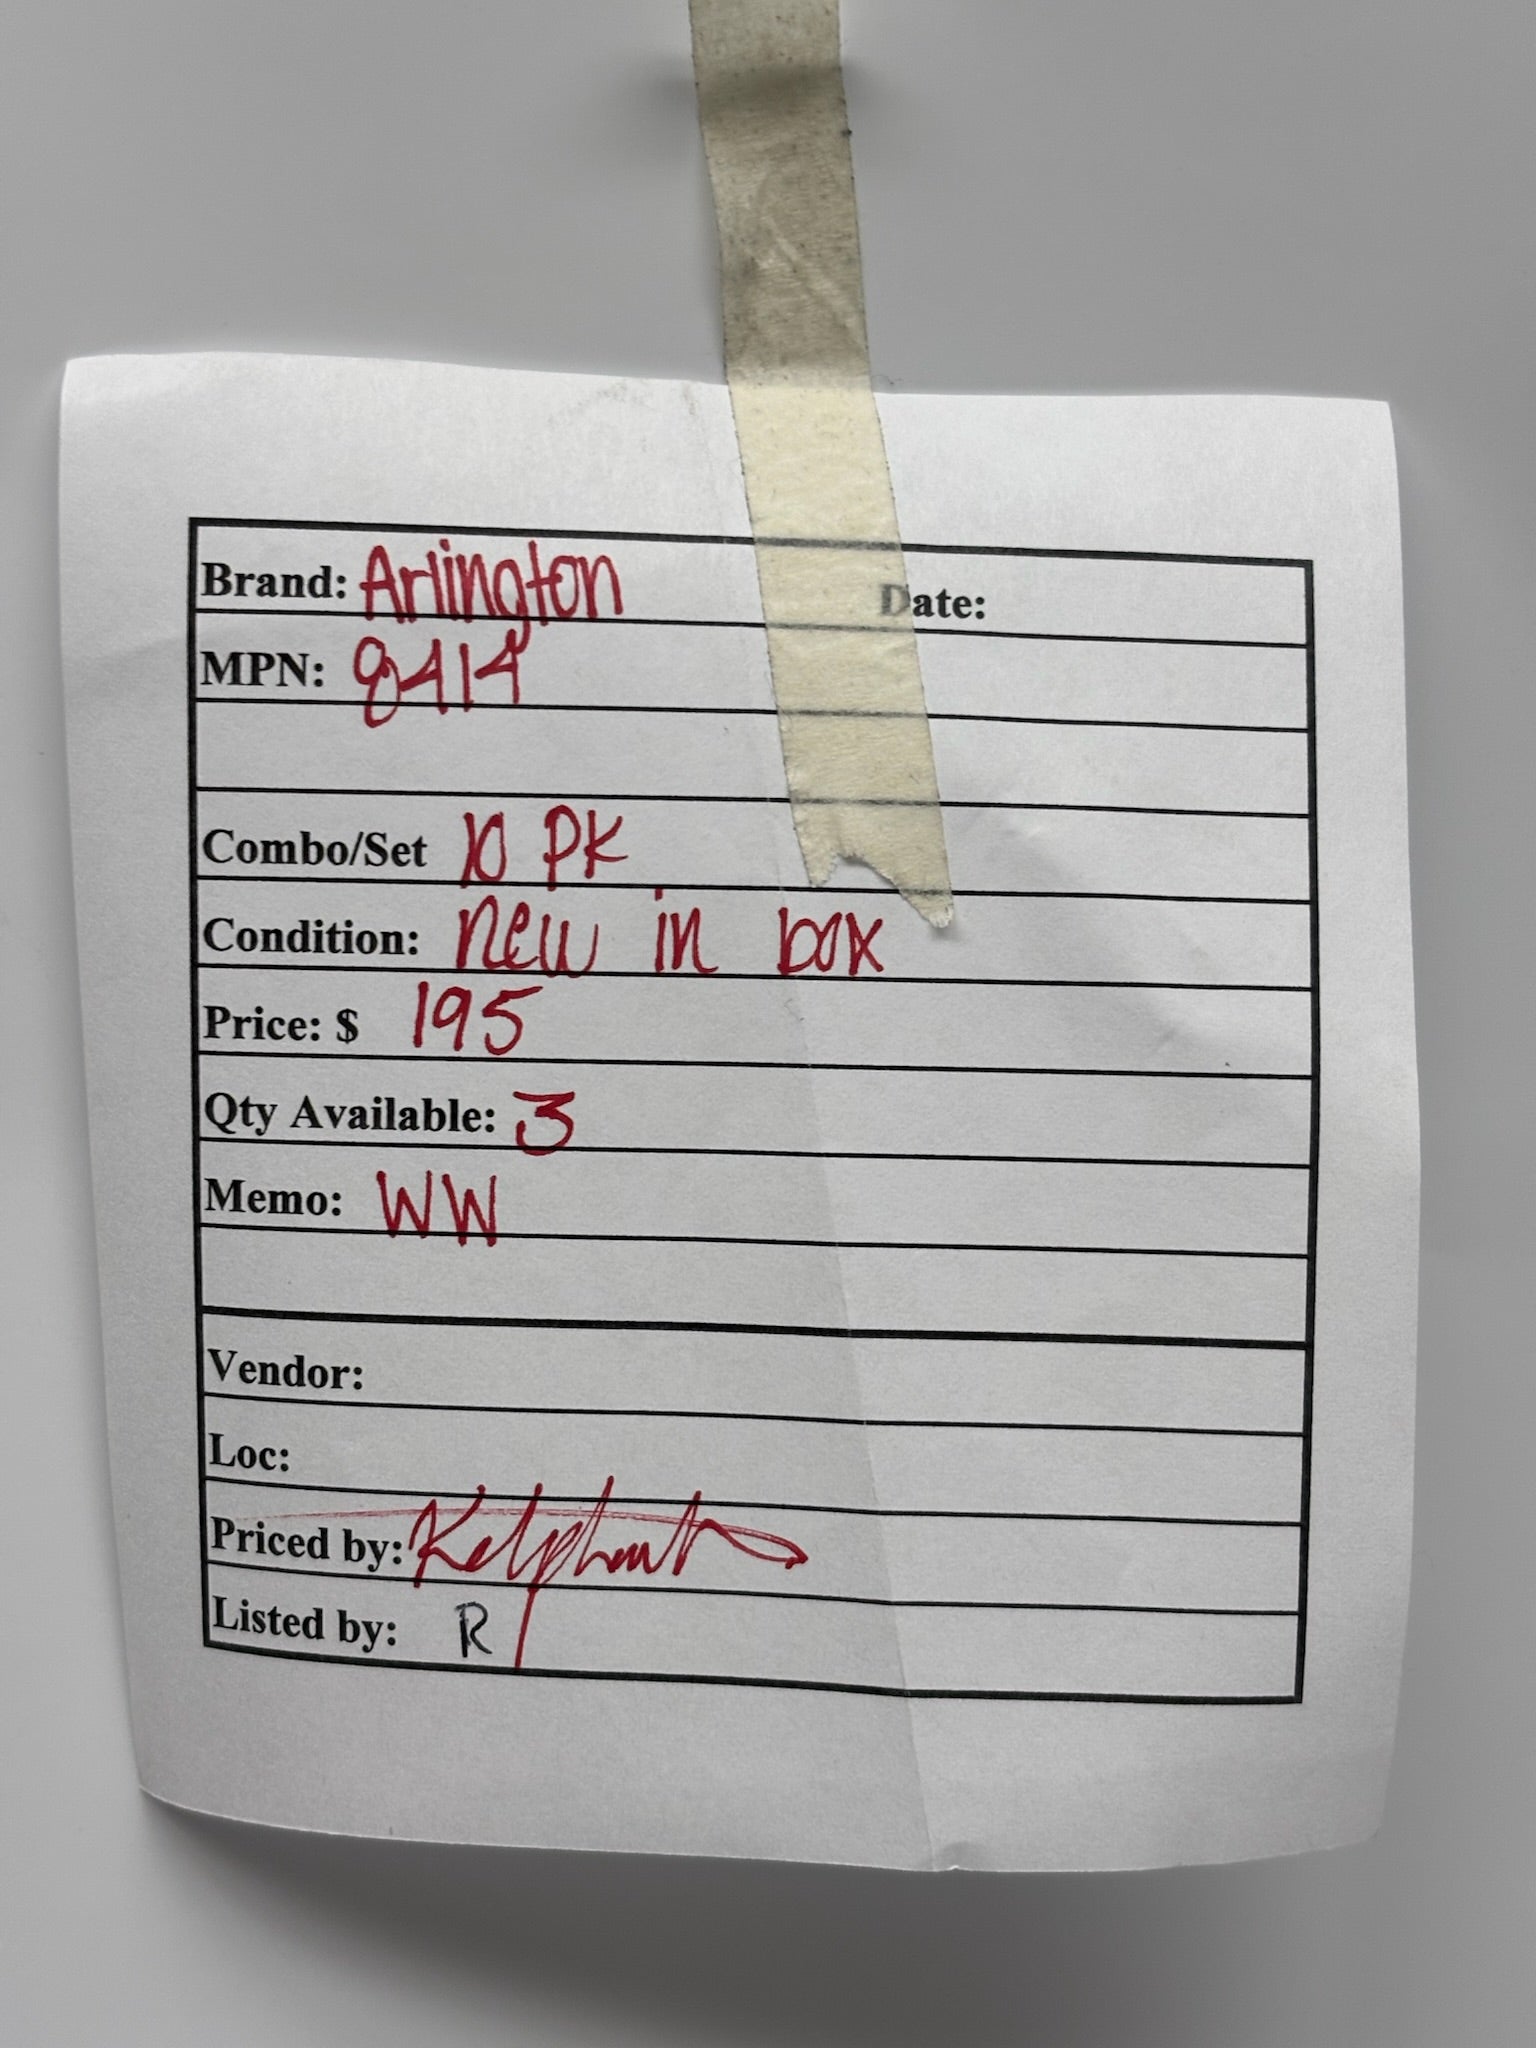 Brand: Arlington Date:
MPN: 8414
Combo/Set 10 PK
Condition: new in box
Price: $ 195
Qty Available: 3
Memo: WW
Vendor:
Loc:
Priced by:
Listed by: R